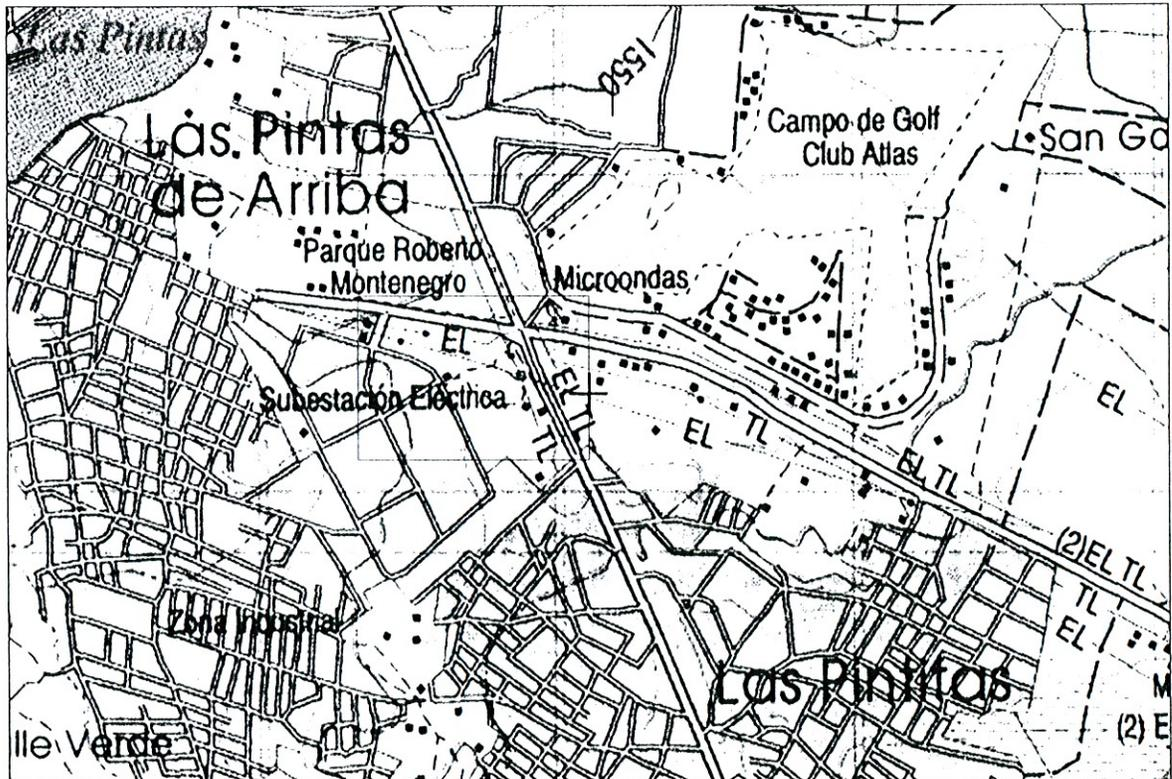 Las Pintas
1550
Campo de Golf
Club Atlas
Las Pintas
de Arriba
San Ga
Parque Roberto
Montenegro
Microondas
EL
EL TL
Subestación Eléctrica
EL
TL
EL
TL
EL TL
(2)EL TL
TL
EL
Zona Industrial
Las Pintitas
M
(2) E
lle Verde